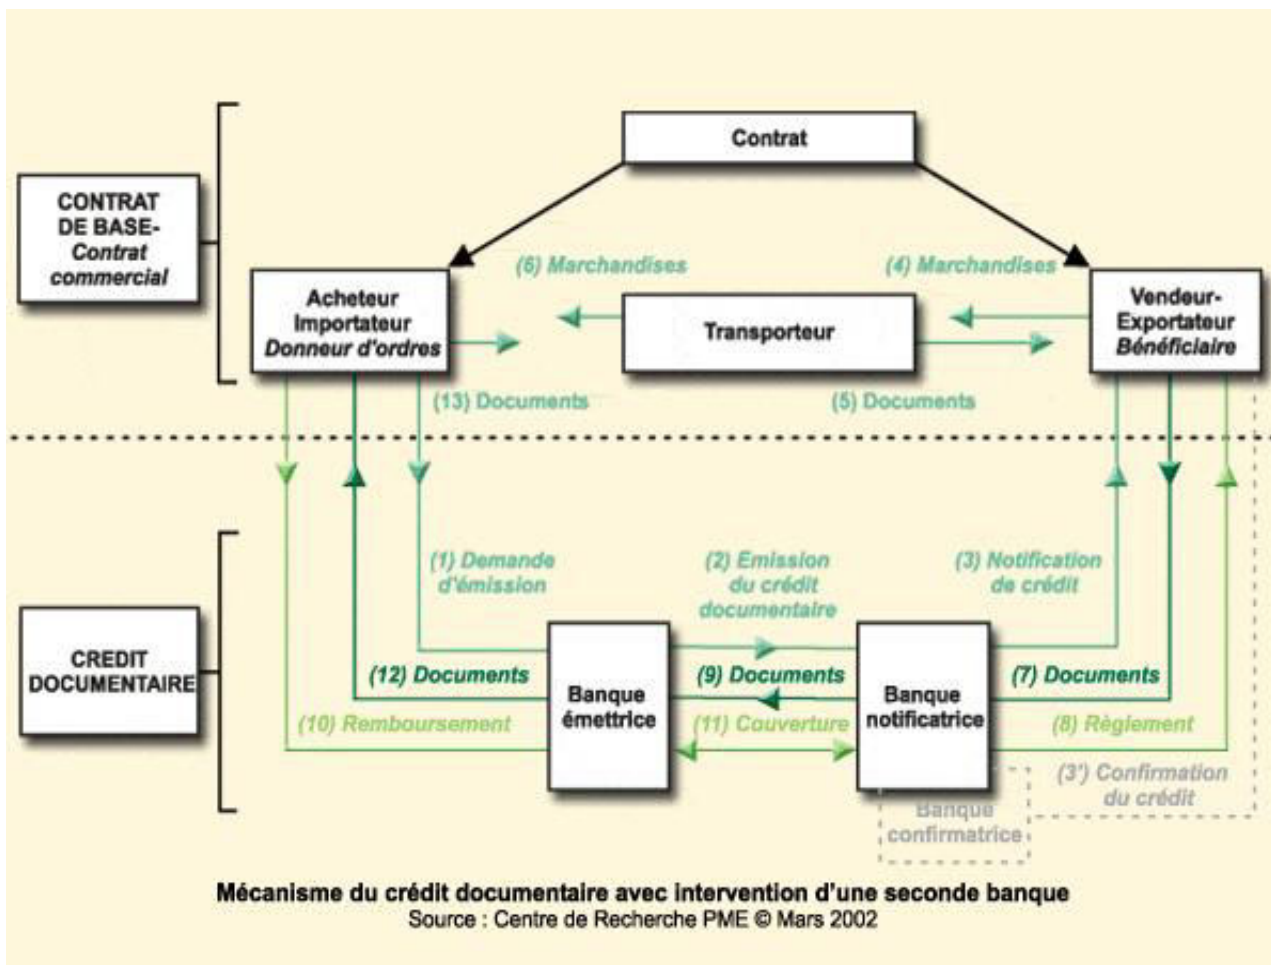 Contrat
CONTRAT
DE BASE-
Contrat
commercial
(6) Marchandises
(4) Marchandises
Acheteur
Importateur
Donneur d'ordres
Transporteur
Vendeur-
Exportateur
Bénéficiaire
(13) Documents
(5) Documents
(1) Demande
d'émission
(2) Emission
du crédit
documentaire
(3) Notification
de crédit
CREDIT
DOCUMENTAIRE
(12) Documents
(9) Documents
(7) Documents
Banque
émettrice
Banque
notificatrice
(10) Remboursement
(11) Couverture
(8) Règlement
(3') Confirmation
du crédit
Banque
confirmatrice
Mécanisme du crédit documentaire avec intervention d'une seconde banque
Source : Centre de Recherche PME © Mars 2002